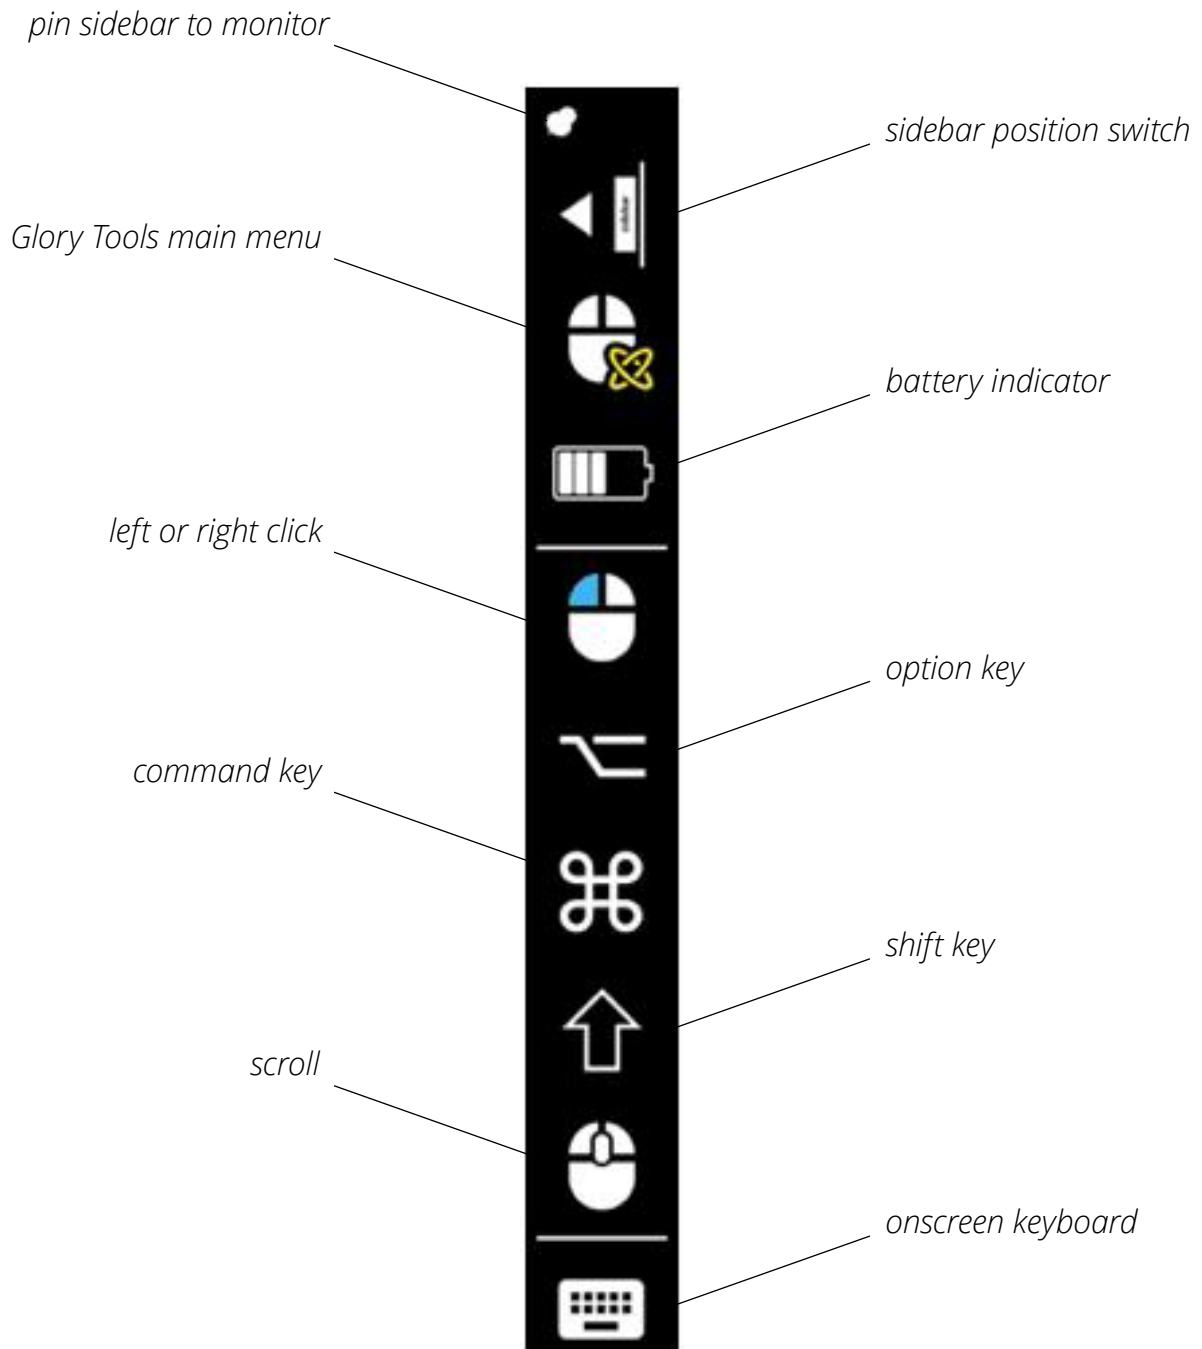 pin sidebar to monitor
sidebar position switch
Glory Tools main menu
battery indicator
left or right click
option key
command key
shift key
scroll
onscreen keyboard